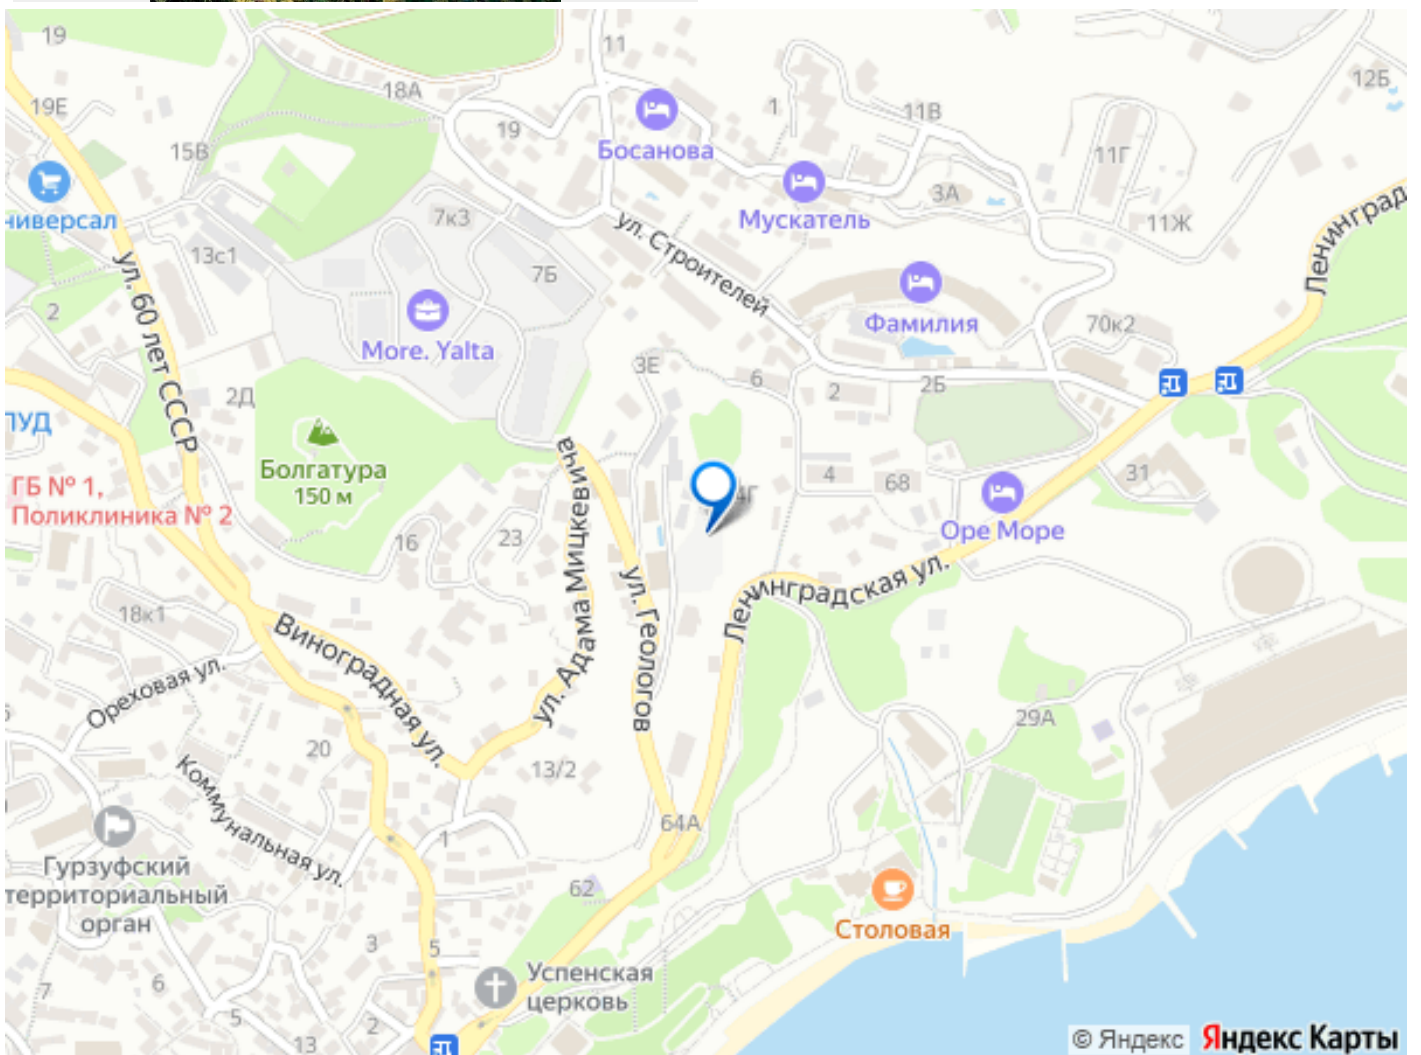 19
11
12Б
18А
19Е
1
11В
19
Босанова
15В
11Г
3А
ниверсал
7к3
Мускатель
11Ж
Ленинград
ул. Строителей
13с1
7Б
ул. 60 лет СССР
2
Фамилия
70к2
More. Yalta
3Е
6
2
2Б
2Д
ПУД
Болгатура
150 м
ГБ № 1,
Поликлиника № 2
ул. Адама Мицкевича
4
68
31
4Г
Оре Море
23
16
ул. Геологов
Ленинградская ул.
18к1
Виноградная ул.
Ореховая ул.
29А
20
13/2
Коммунальная ул.
64А
1
Гурзуфский
территориальный
орган
62
Столовая
3
5
Успенская
церковь
6
7
5
2
13
© Яндекс Яндекс Карты